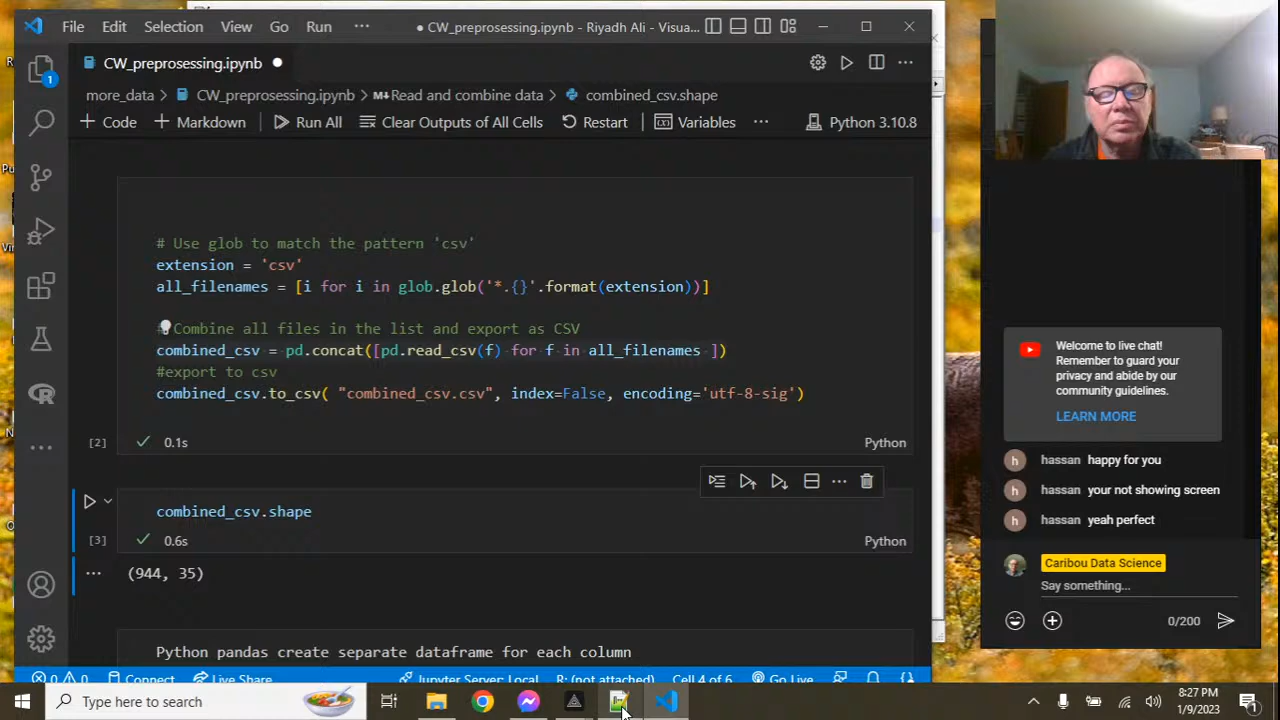 File Edit Selection View Go Run ··· CW_preprosessing.ipynb - Riyadh Ali - Visua...
CW_preprosessing.ipynb
more_data > CW_preprosessing.ipynb > M↓Read and combine data > combined_csv.shape
+ Code + Markdown Run All Clear Outputs of All Cells Restart Variables ··· Python 3.10.8
# Use glob to match the pattern 'csv'
extension = 'csv'
all_filenames = [i for i in glob.glob('*.{}'.format(extension))]
#Combine all files in the list and export as CSV
combined_csv = pd.concat([pd.read_csv(f) for f in all_filenames ])
#export to csv
combined_csv.to_csv( "combined_csv.csv", index=False, encoding='utf-8-sig')
[2] 0.1s Python
combined_csv.shape
[3] 0.6s Python
(944, 35)
Python pandas create separate dataframe for each column
0 0 Connect Live Share Jupyter Server: Local R: (not attached) Cell 4 of 6 Go Live
Welcome to live chat!
Remember to guard your
privacy and abide by our
community guidelines.
LEARN MORE
hassan happy for you
hassan your not showing screen
hassan yeah perfect
Caribou Data Science
Say something...
0/200
Type here to search
8:27 PM
1/9/2023
1
1